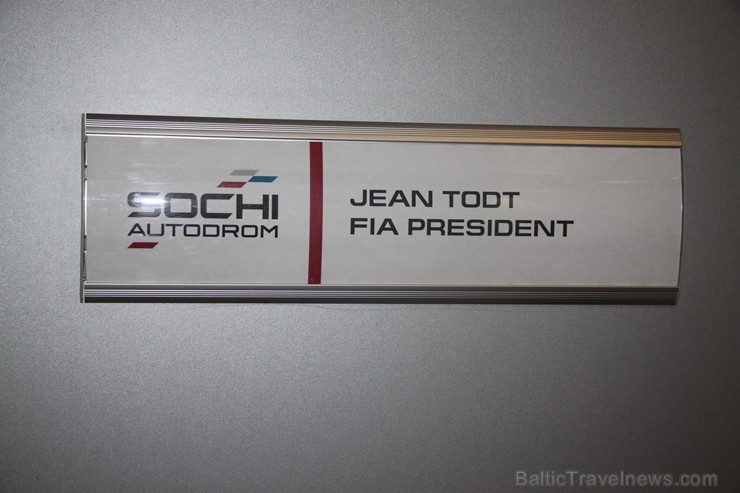 SOCHI
AUTODROM
JEAN TODT
FIA PRESIDENT
BalticTravelnews.com